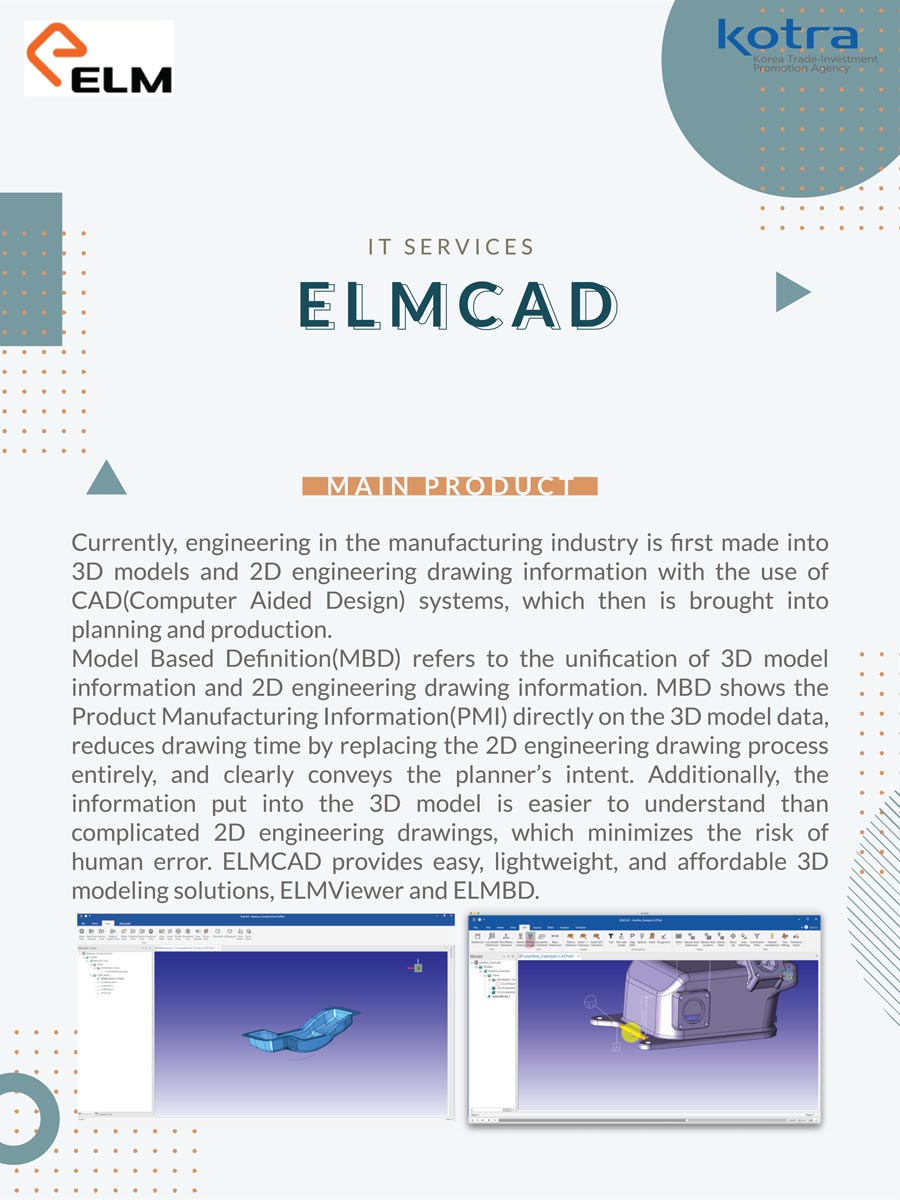 ELM
kotra
Korea Trade-Investment
Promotion Agency
IT SERVICES
ELMCAD
MAIN PRODUCT
Currently, engineering in the manufacturing industry is first made into
3D models and 2D engineering drawing information with the use of
CAD(Computer Aided Design) systems, which then is brought into
planning and production.
Model Based Definition(MBD) refers to the unification of 3D model
information and 2D engineering drawing information. MBD shows the
Product Manufacturing Information(PMI) directly on the 3D model data,
reduces drawing time by replacing the 2D engineering drawing process
entirely, and clearly conveys the planner's intent. Additionally, the
information put into the 3D model is easier to understand than
complicated 2D engineering drawings, which minimizes the risk of
human error. ELMCAD provides easy, lightweight, and affordable 3D
modeling solutions, ELMViewer and ELMBD.